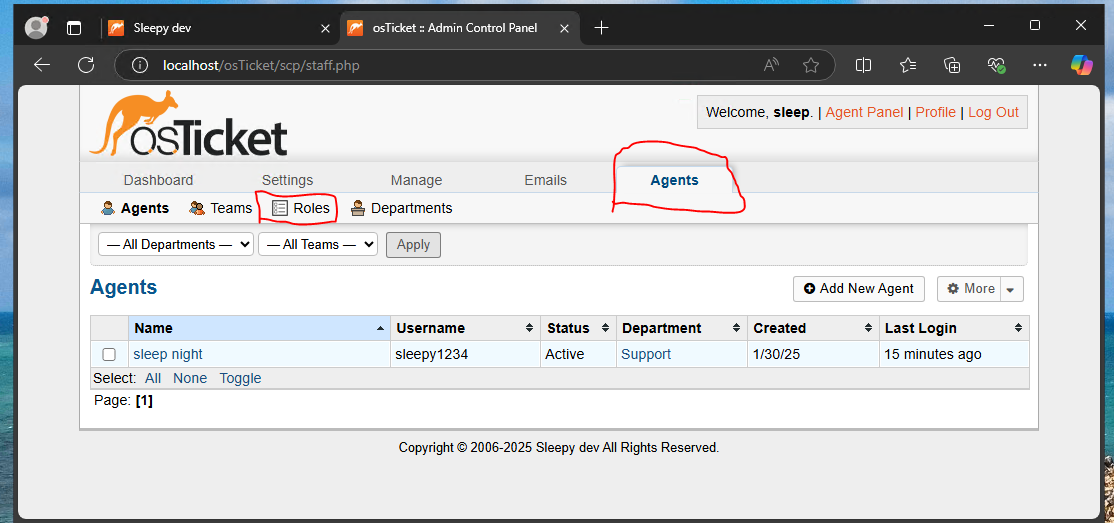 Sleepy dev
osTicket :: Admin Control Panel
localhost/osTicket/scp/staff.php
osTicket
Welcome, sleep. | Agent Panel | Profile | Log Out
Dashboard Settings Manage Emails Agents
Agents Teams Roles Departments
— All Departments — — All Teams — Apply
Agents
Add New Agent More
Name Username Status Department Created Last Login
sleep night sleepy1234 Active Support 1/30/25 15 minutes ago
Select: All None Toggle
Page: [1]
Copyright © 2006-2025 Sleepy dev All Rights Reserved.